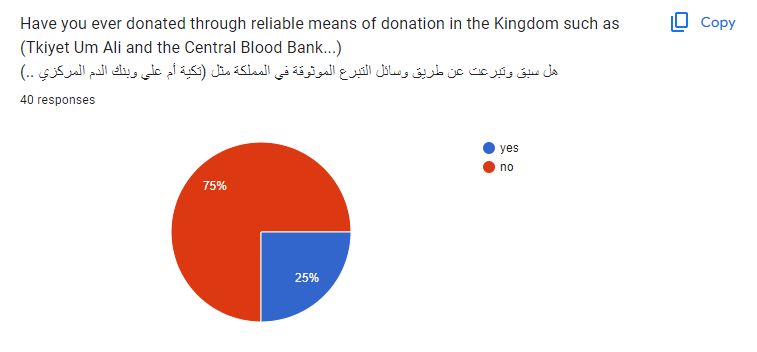 Have you ever donated through reliable means of donation in the Kingdom such as
Copy
(Tkiyet Um Ali and the Central Blood Bank...)
هل سبق وتبرعت عن طريق وسائل التبرع الموثوقة في المملكة مثل (تكية أم علي وبنك الدم المركزي ..)
40 responses
yes
no
75%
25%